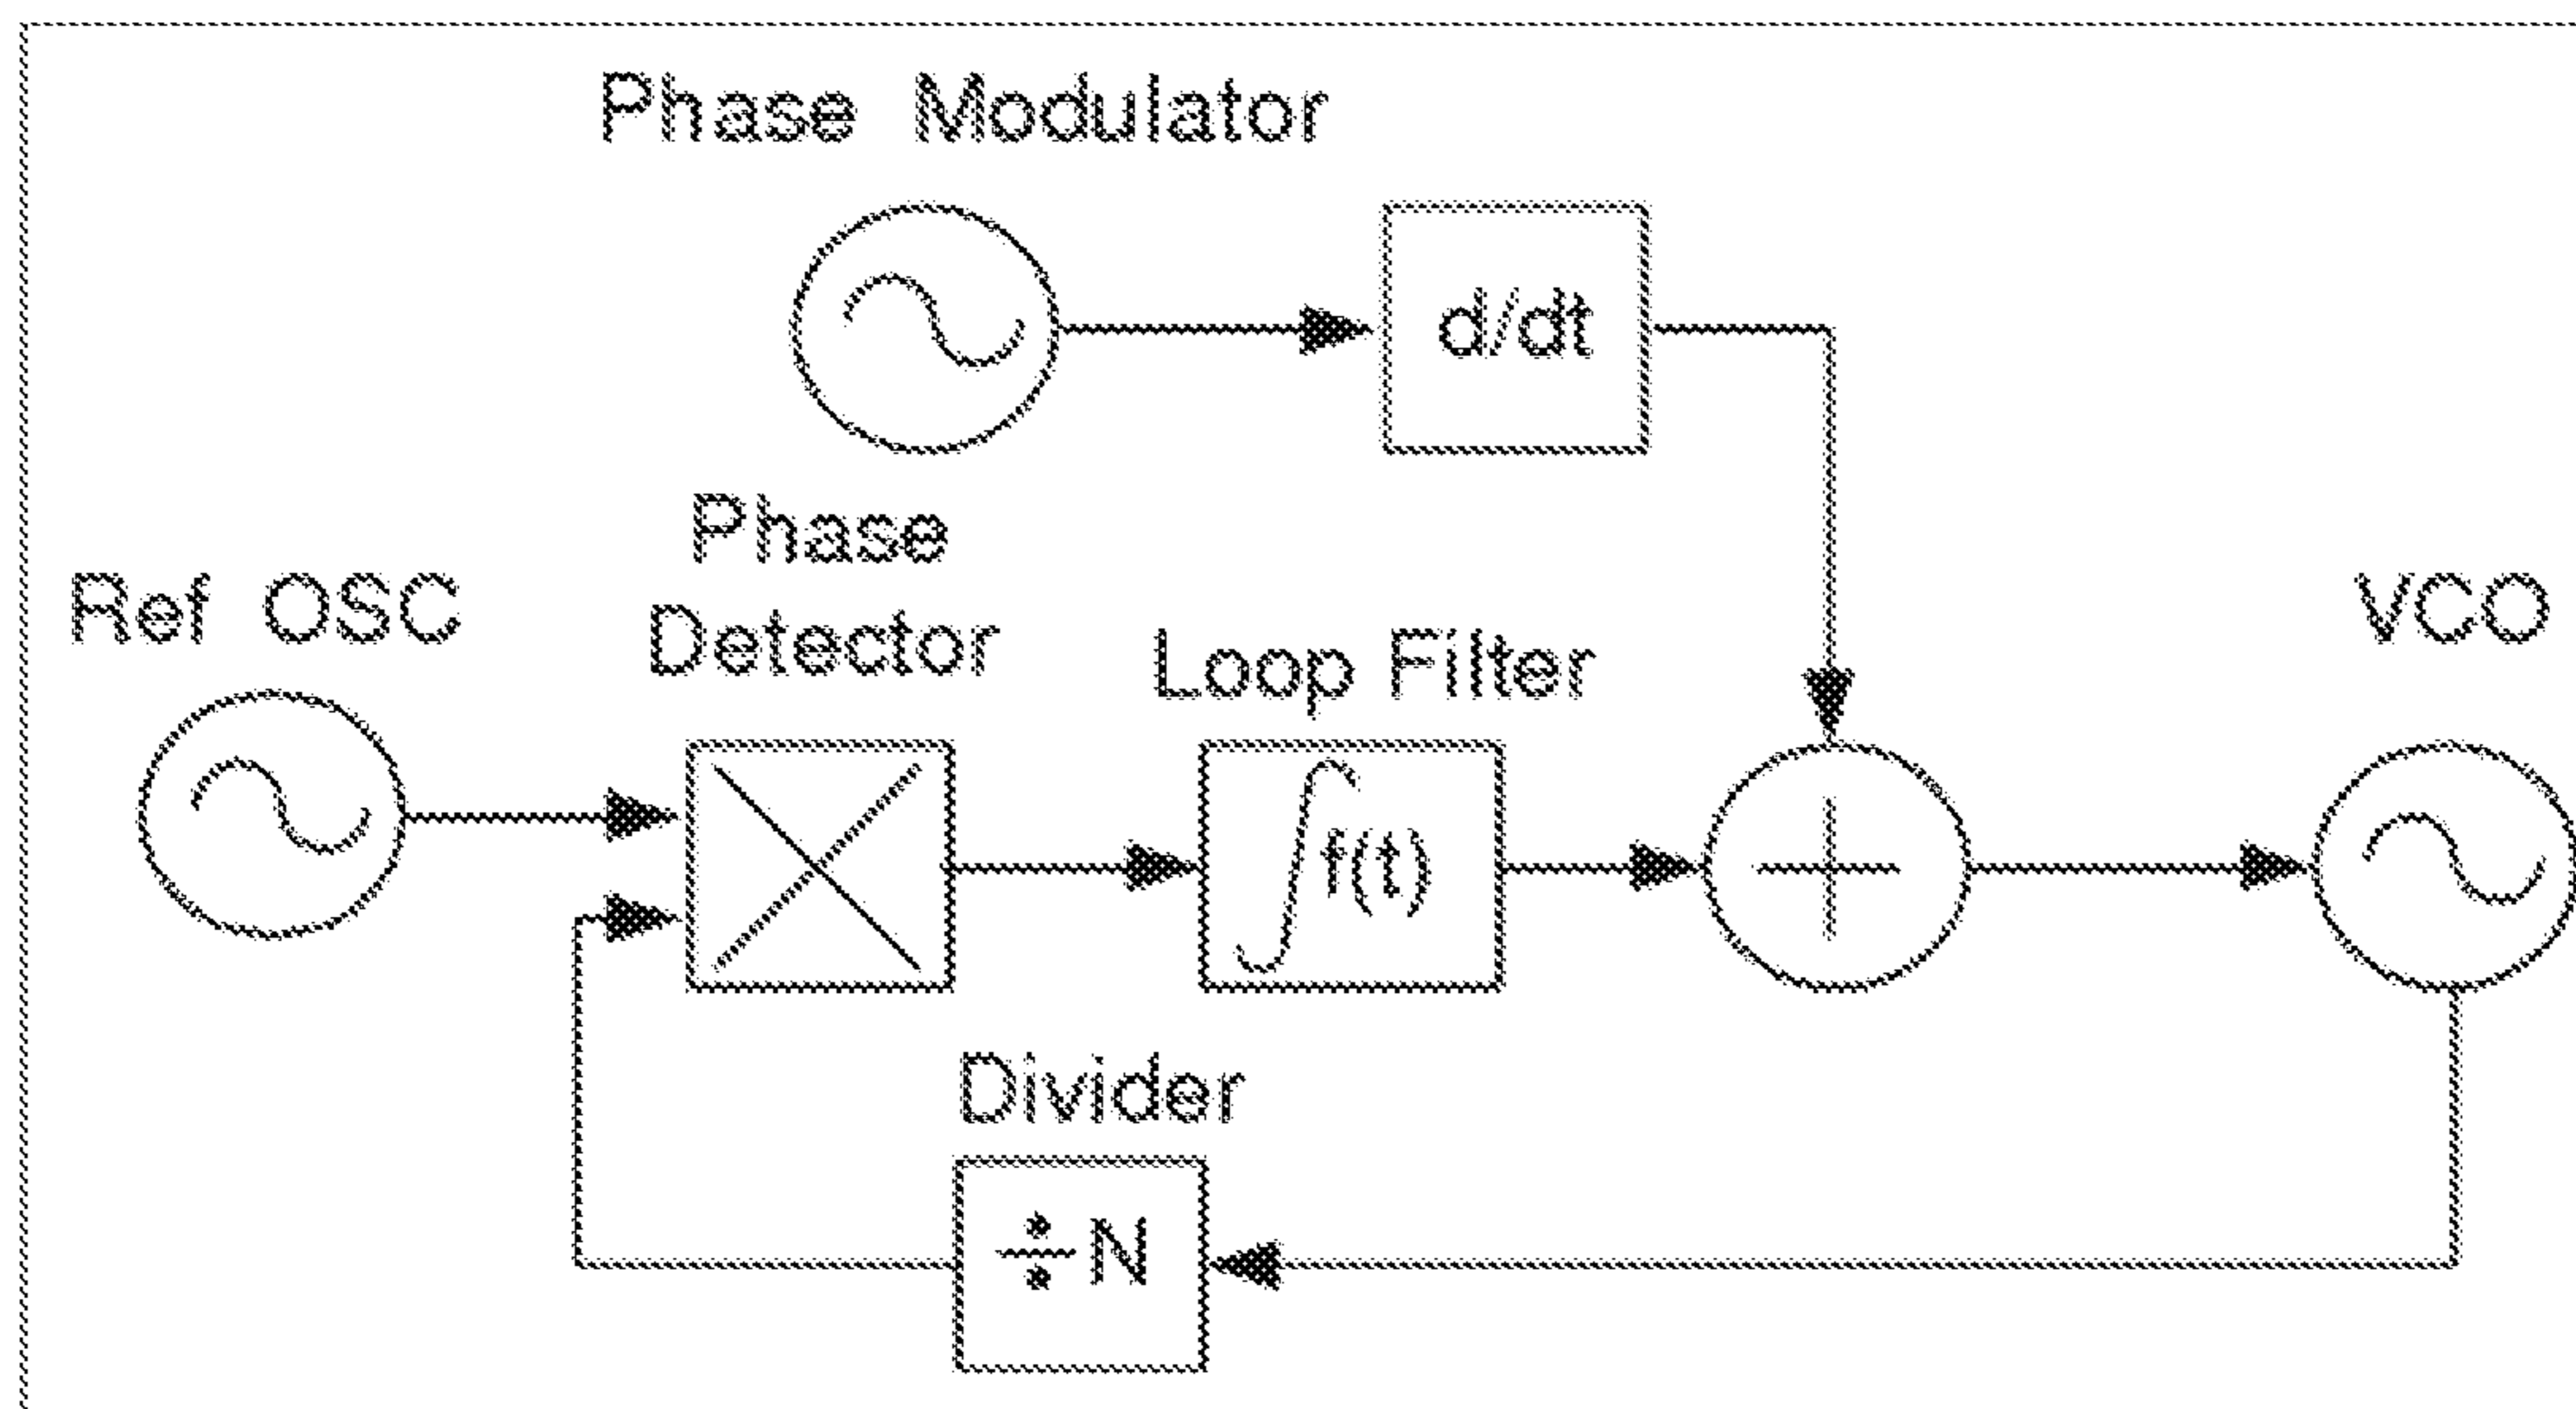 Phase Modulator
d/dt
Phase
Detector
Ref OSC
Loop Filter
VCO
∫f(t)
Divider
÷N